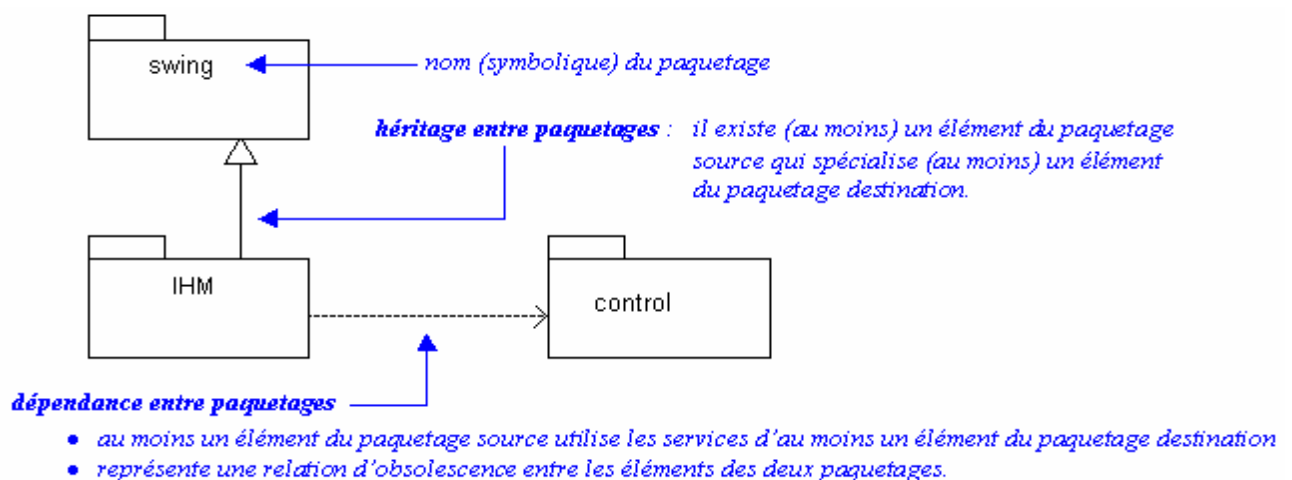 swing
nom (symbolique) du paquetage
héritage entre paquetages : il existe (au moins) un élément du paquetage
source qui spécialise (au moins) un élément
du paquetage destination.
IHM
control
dépendance entre paquetages
● au moins un élément du paquetage source utilise les services d'au moins un élément du paquetage destination
● représente une relation d'obsolescence entre les éléments des deux paquetages.